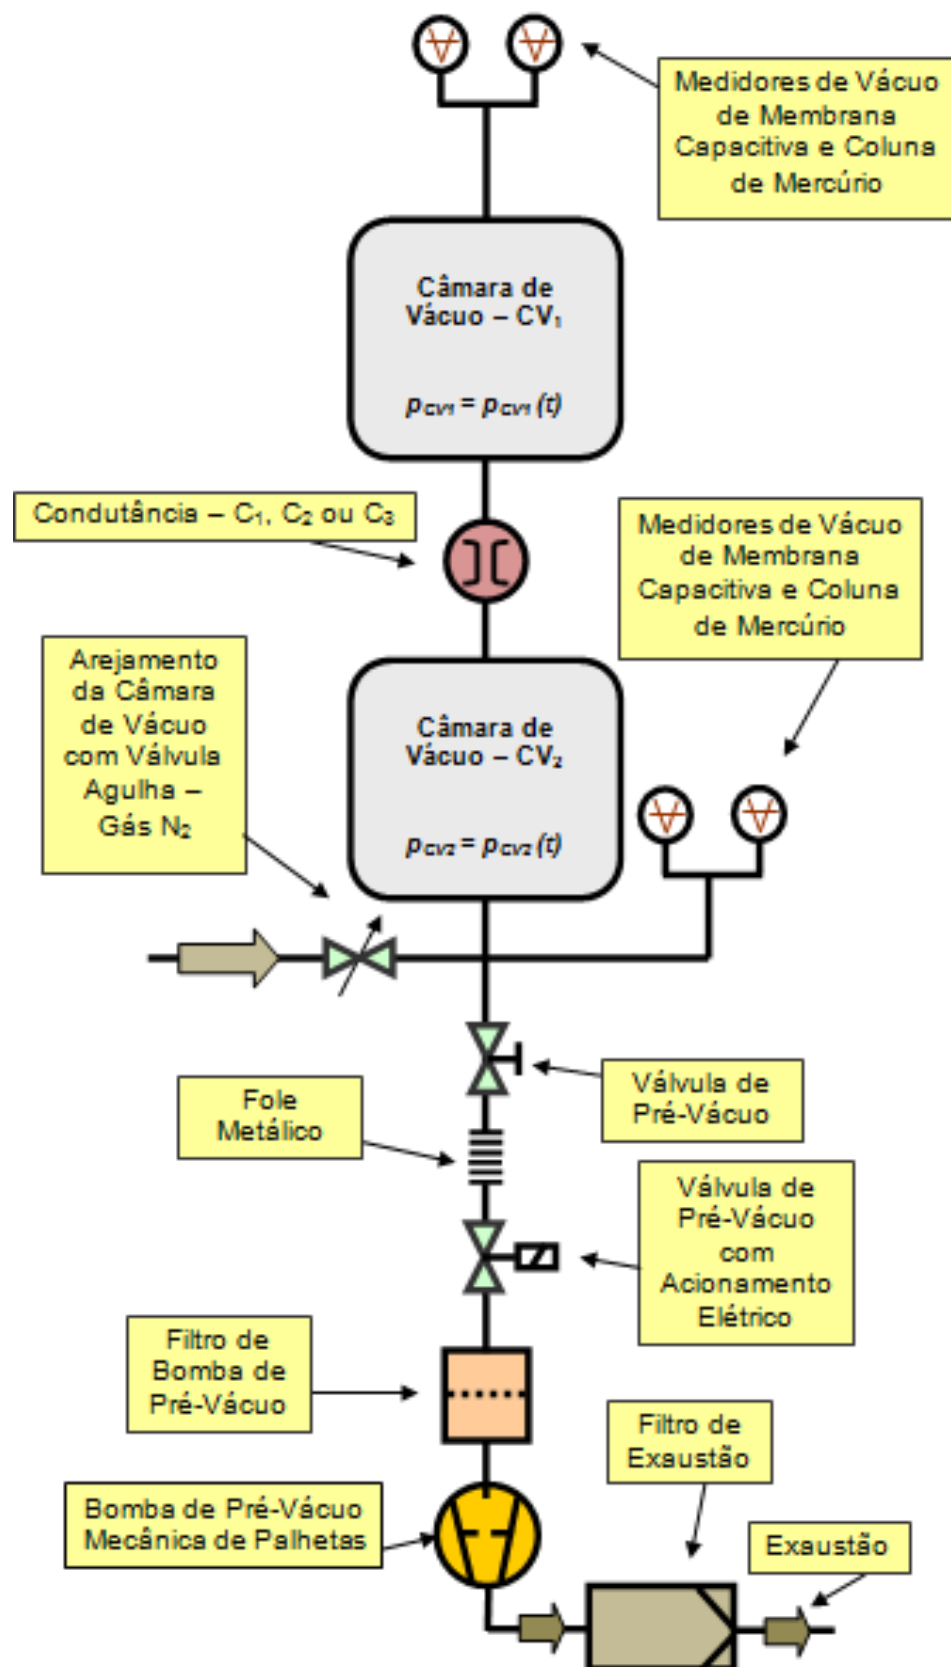 Medidores de Vácuo
de Membrana
Capacitiva e Coluna
de Mercúrio
Câmara de
Vácuo – CV₁
pCV1 = pCV1 (t)
Condutância – C₁, C₂ ou C₃
Medidores de Vácuo
de Membrana
Capacitiva e Coluna
de Mercúrio
Arejamento
da Câmara
de Vácuo
com Válvula
Agulha –
Gás N₂
Câmara de
Vácuo – CV₂
pCV2 = pCV2 (t)
Válvula de
Pré-Vácuo
Fole
Metálico
Válvula de
Pré-Vácuo
com
Acionamento
Elétrico
Filtro de
Bomba de
Pré-Vácuo
Filtro de
Exaustão
Bomba de Pré-Vácuo
Mecânica de Palhetas
Exaustão